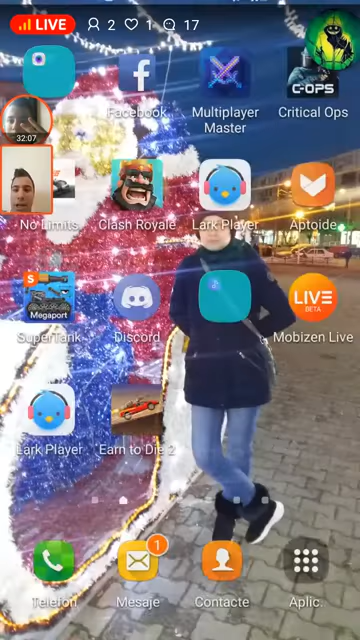 LIVE 2 1 17
Facebook
Multiplayer
Master
C-OPS
Critical Ops
32:07
No Limits
Clash Royale
Lark Player
Aptoide
S
Megaport
SuperTank
Discord
LIVE
BETA
Mobizen Live
Lark Player
Earn to Die 2
1
Telefon
Mesaje
Contacte
Aplic.